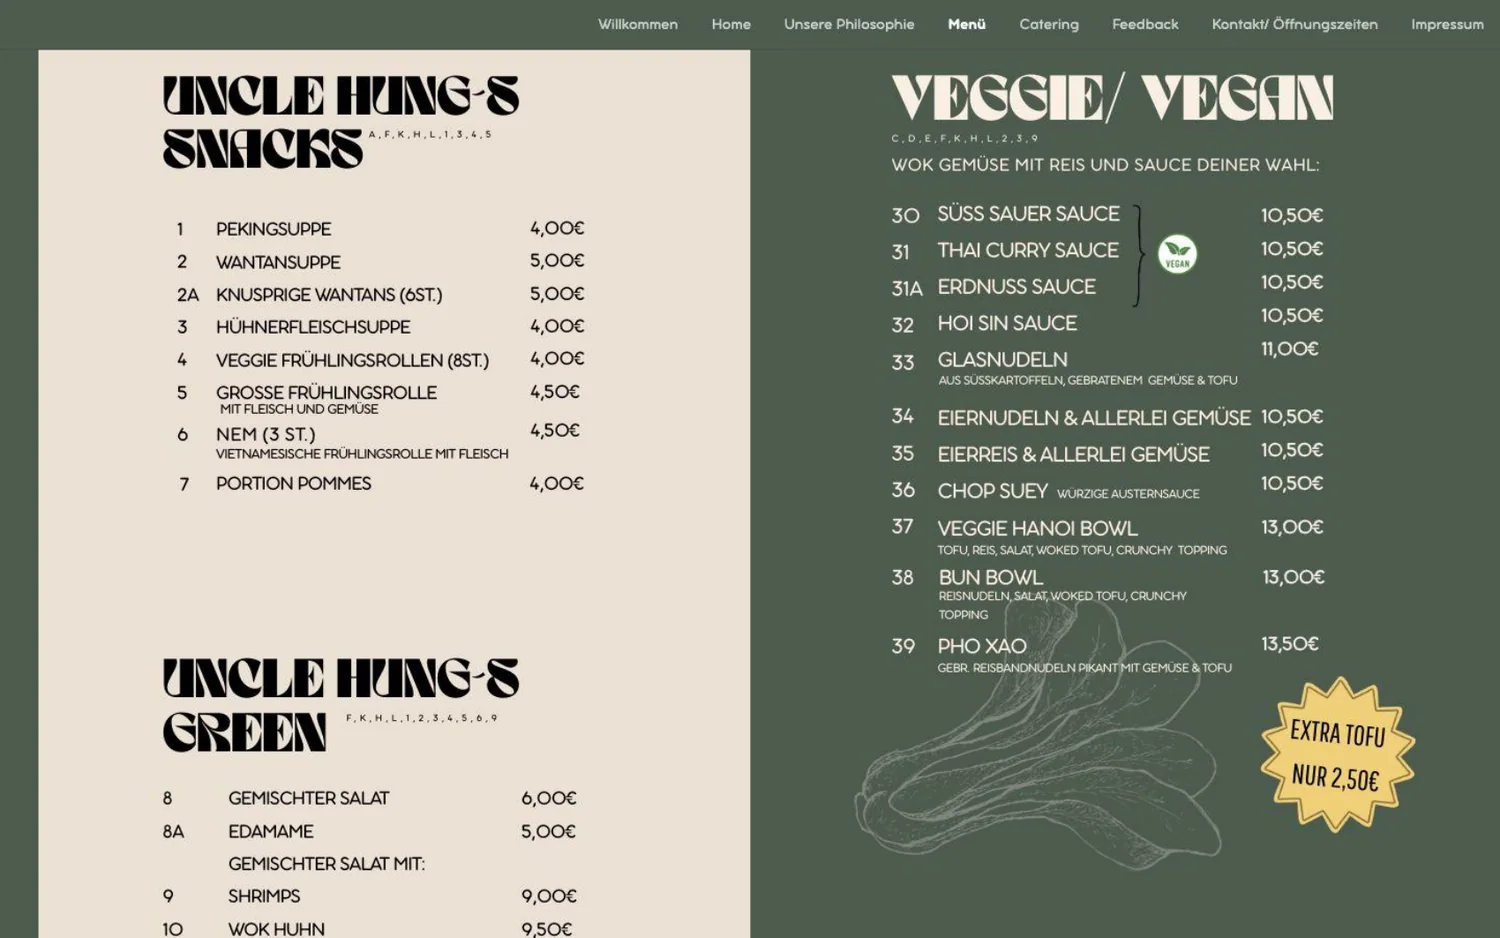 Willkommen Home Unsere Philosophie Menü Catering Feedback Kontakt/ Öffnungszeiten Impressum
UNCLE HUNG-S
SNACKS A,F,K,H,L,1,3,4,5
1 PEKINGSUPPE 4,00€
2 WANTANSUPPE 5,00€
2A KNUSPRIGE WANTANS (6ST.) 5,00€
3 HÜHNERFLEISCHSUPPE 4,00€
4 VEGGIE FRÜHLINGSROLLEN (8ST.) 4,00€
5 GROSSE FRÜHLINGSROLLE 4,50€
MIT FLEISCH UND GEMÜSE
6 NEM (3 ST.) 4,50€
VIETNAMESISCHE FRÜHLINGSROLLE MIT FLEISCH
7 PORTION POMMES 4,00€
UNCLE HUNG-S
GREEN F,K,H,L,1,2,3,4,5,6,9
8 GEMISCHTER SALAT 6,00€
8A EDAMAME 5,00€
GEMISCHTER SALAT MIT:
9 SHRIMPS 9,00€
10 WOK HUHN 9,50€
VEGGIE/ VEGAN
C,D,E,F,K,H,L,2,3,9
WOK GEMÜSE MIT REIS UND SAUCE DEINER WAHL:
30 SÜSS SAUER SAUCE 10,50€
31 THAI CURRY SAUCE 10,50€
VEGAN
31A ERDNUSS SAUCE 10,50€
32 HOI SIN SAUCE 10,50€
33 GLASNUDELN 11,00€
AUS SÜSSKARTOFFELN, GEBRATENEM GEMÜSE & TOFU
34 EIERNUDELN & ALLERLEI GEMÜSE 10,50€
35 EIERREIS & ALLERLEI GEMÜSE 10,50€
36 CHOP SUEY WÜRZIGE AUSTERNSAUCE 10,50€
37 VEGGIE HANOI BOWL 13,00€
TOFU, REIS, SALAT, WOKED TOFU, CRUNCHY TOPPING
38 BUN BOWL 13,00€
REISNUDELN, SALAT, WOKED TOFU, CRUNCHY
TOPPING
39 PHO XAO 13,50€
GEBR. REISBANDNUDELN PIKANT MIT GEMÜSE & TOFU
EXTRA TOFU
NUR 2,50€